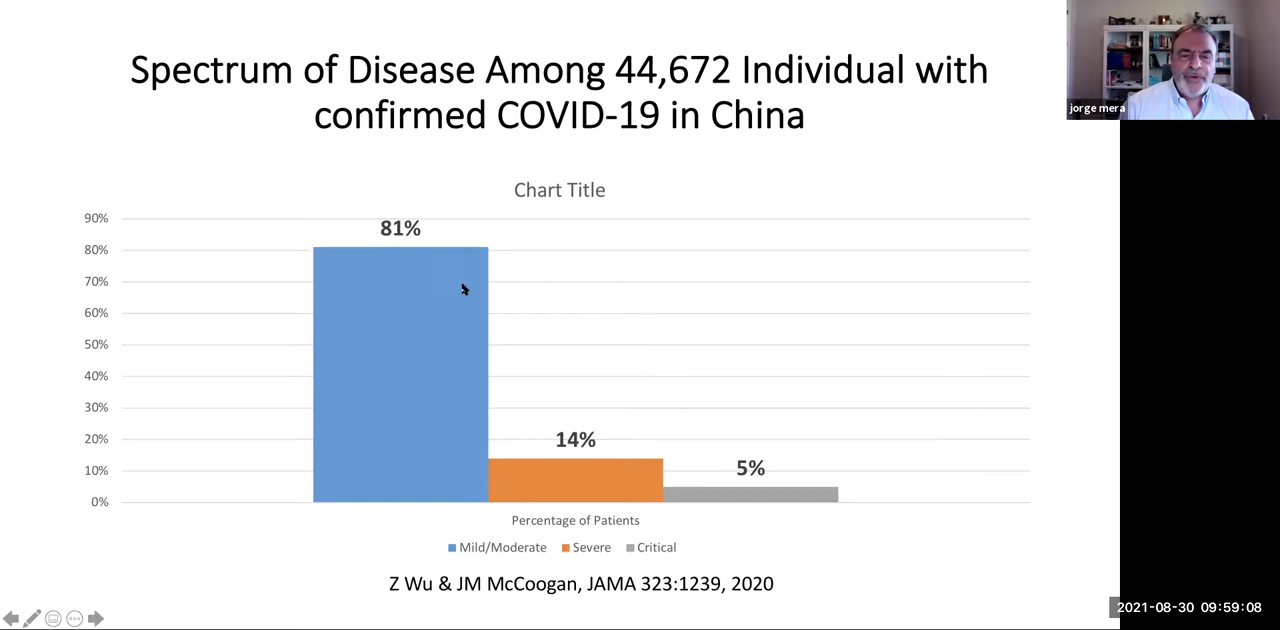 Spectrum of Disease Among 44,672 Individual with
confirmed COVID-19 in China
jorge mera
Chart Title
90%
80%
70%
60%
50%
40%
30%
20%
10%
0%
81%
14%
5%
Percentage of Patients
Mild/Moderate Severe Critical
Z Wu & JM McCoogan, JAMA 323:1239, 2020
2021-08-30 09:59:08